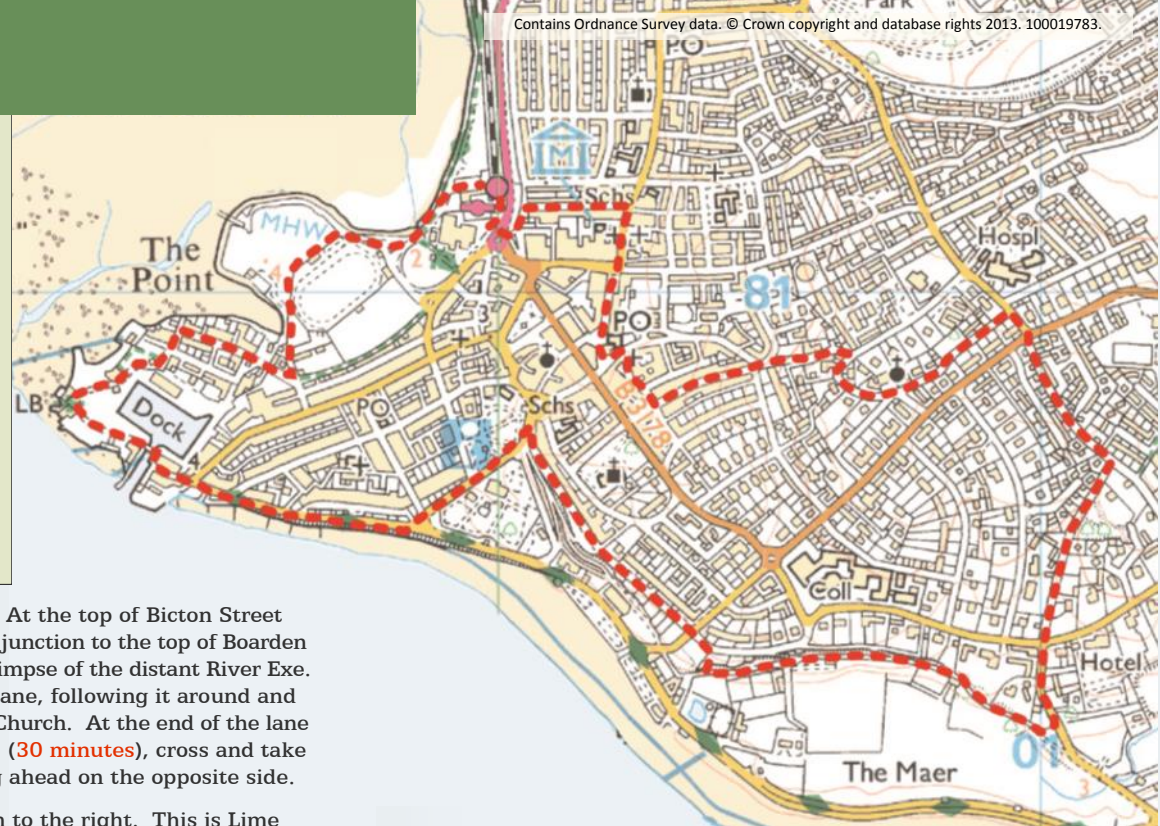 Contains Ordnance Survey data. © Crown copyright and database rights 2013. 100019783.
Park
PO
M
Schs
MHW
The
Point
4
2
3
Hospl
81
PO
LB
Dock
PO
Schs
B 3178
A
Coll
Hotel
D
01
The Maer
3
At the top of Bicton Street
junction to the top of Boarden
impse of the distant River Exe.
ane, following it around and
Church. At the end of the lane
(30 minutes), cross and take
ahead on the opposite side.
to the right. This is Lime